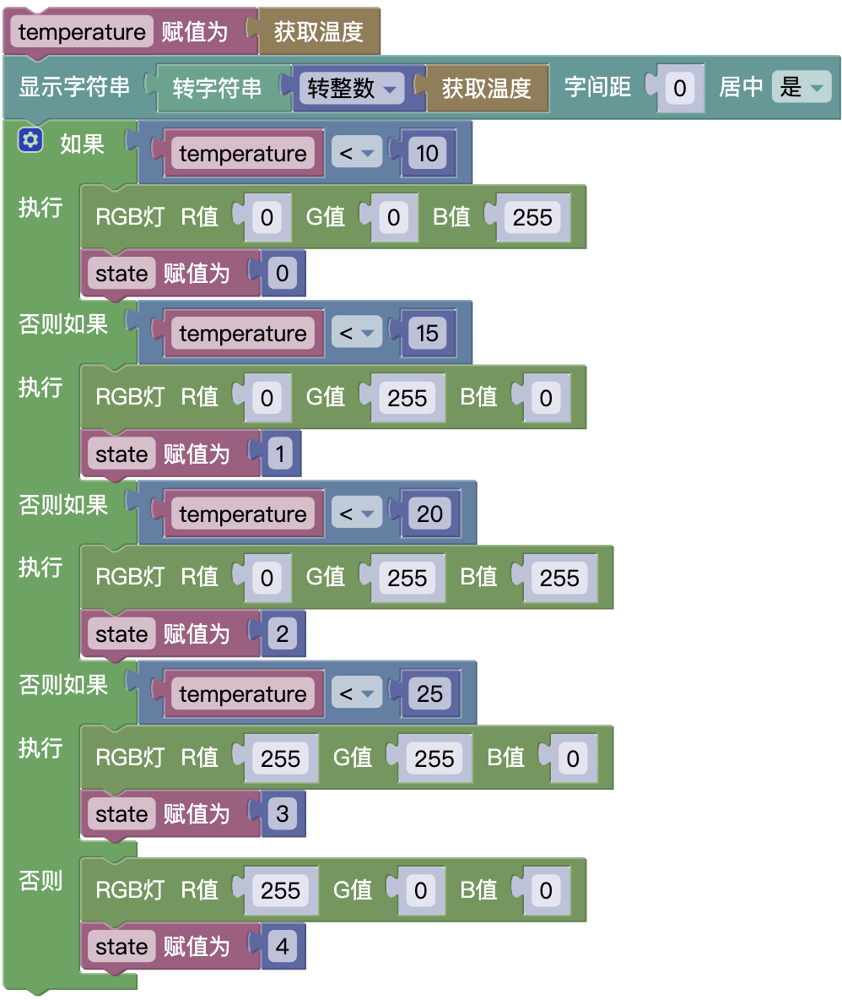 temperature 赋值为 获取温度
显示字符串 转字符串 转整数 获取温度 字间距 0 居中 是
如果 temperature < 10
执行 RGB灯 R值 0 G值 0 B值 255
state 赋值为 0
否则如果 temperature < 15
执行 RGB灯 R值 0 G值 255 B值 0
state 赋值为 1
否则如果 temperature < 20
执行 RGB灯 R值 0 G值 255 B值 255
state 赋值为 2
否则如果 temperature < 25
执行 RGB灯 R值 255 G值 255 B值 0
state 赋值为 3
否则 RGB灯 R值 255 G值 0 B值 0
state 赋值为 4